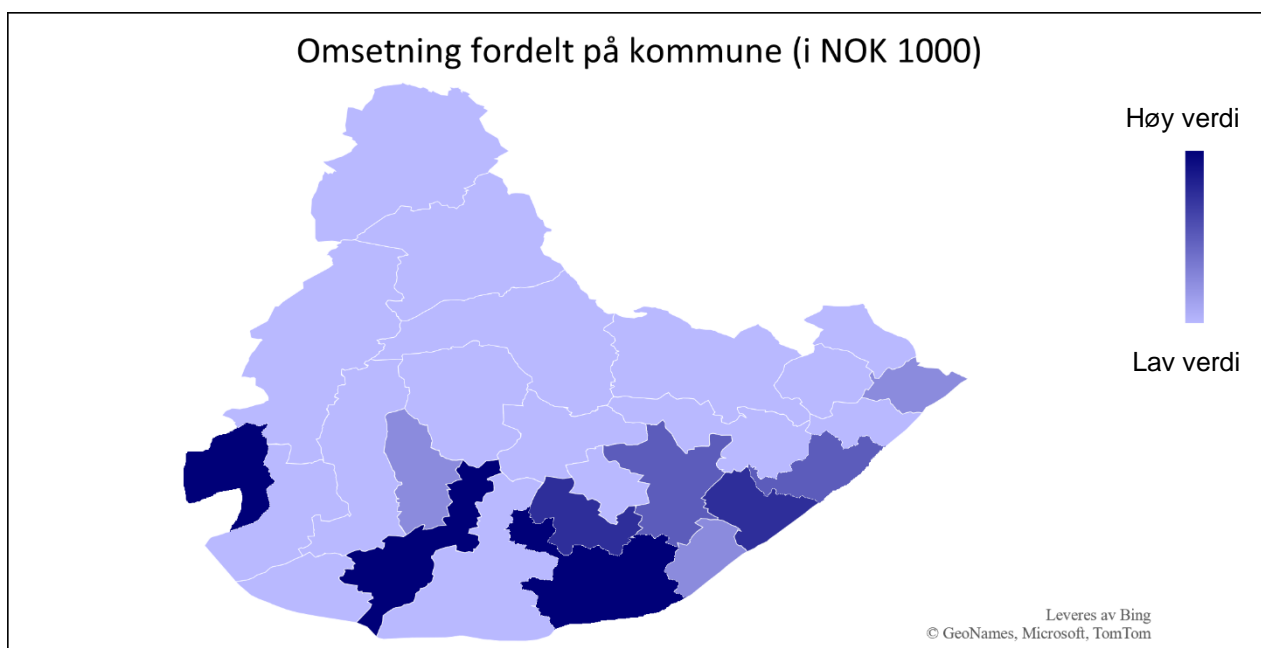 Omsetning fordelt på kommune (i NOK 1000)
Høy verdi
Lav verdi
Leveres av Bing
© GeoNames, Microsoft, TomTom